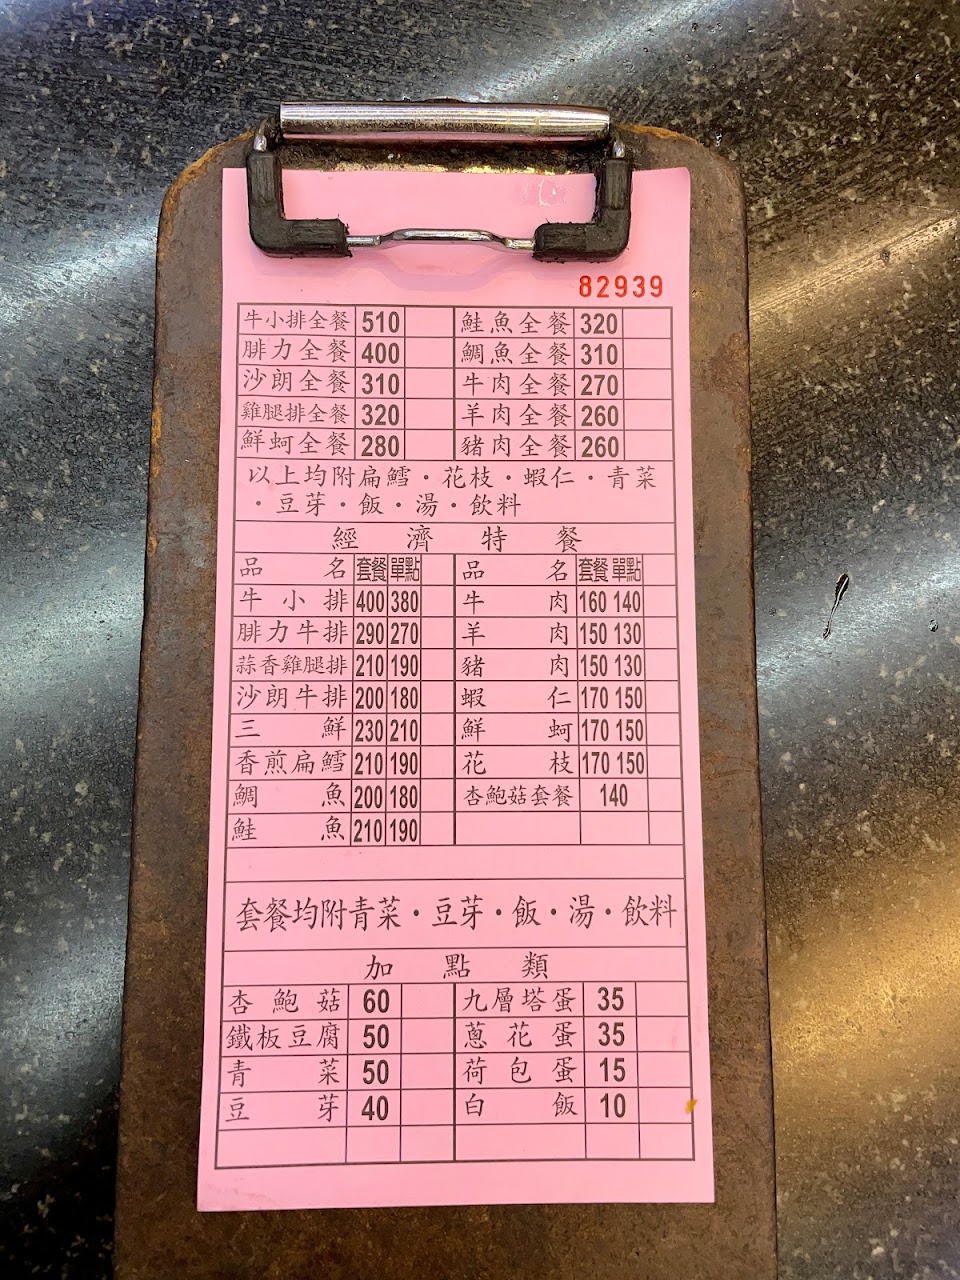 82939
牛小排全餐 510 鮭魚全餐 320
腓力全餐 400 鯛魚全餐 310
沙朗全餐 310 牛肉全餐 270
雞腿排全餐 320 羊肉全餐 260
鮮蚵全餐 280 豬肉全餐 260
以上均附扁鱈・花枝・蝦仁・青菜
・豆芽・飯・湯・飲料
經濟特餐
品名 套餐 單點 品名 套餐 單點
牛小排 400 380 牛肉 160 140
腓力牛排 290 270 羊肉 150 130
蒜香雞腿排 210 190 豬肉 150 130
沙朗牛排 200 180 蝦仁 170 150
三鮮 230 210 鮮蚵 170 150
香煎扁鱈 210 190 花枝 170 150
鯛魚 200 180 杏鮑菇套餐 140
鮭魚 210 190
套餐均附青菜・豆芽・飯・湯・飲料
加點類
杏鮑菇 60 九層塔蛋 35
鐵板豆腐 50 蔥花蛋 35
青菜 50 荷包蛋 15
豆芽 40 白飯 10